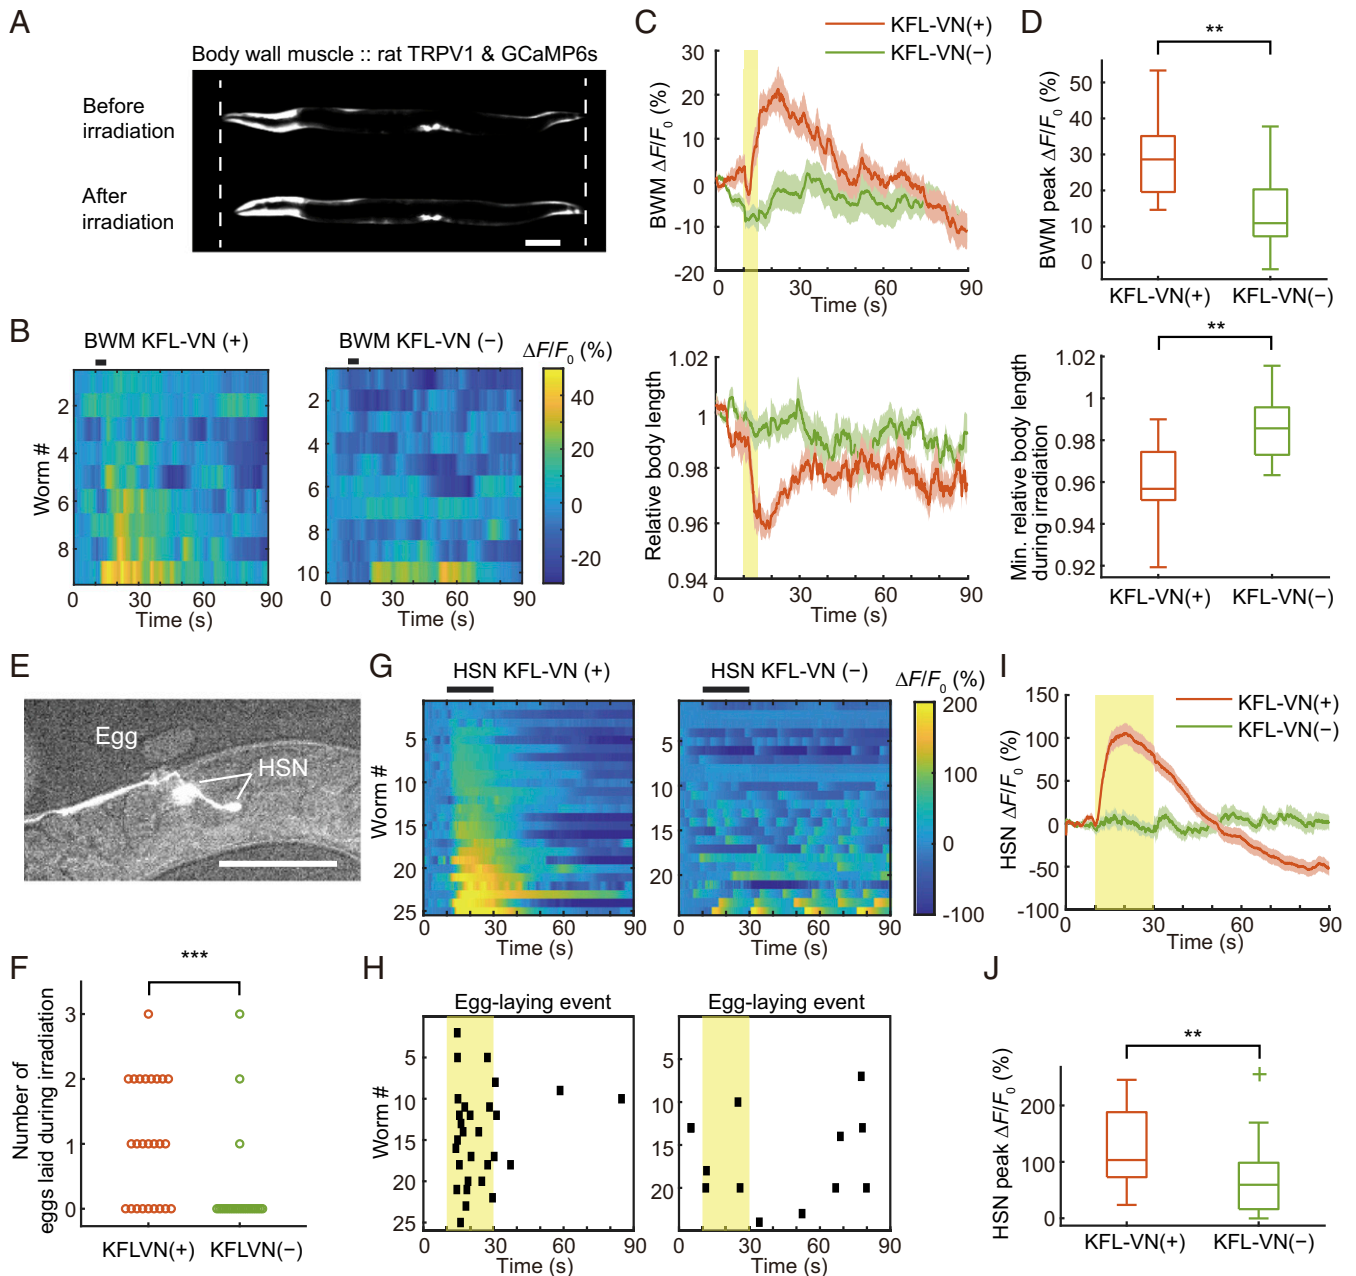 A
Body wall muscle :: rat TRPV1 & GCaMP6s
Before
irradiation
After
irradiation
B
BWM KFL-VN (+)
BWM KFL-VN (−)
ΔF/F0 (%)
Worm #
2
4
6
8
0
30
60
90
Time (s)
2
4
6
8
10
0
30
60
90
Time (s)
40
20
0
-20
C
KFL-VN(+)
KFL-VN(−)
BWM ΔF/F0 (%)
30
20
10
0
-10
-20
0
30
60
90
Time (s)
Relative body length
1.02
1
0.98
0.96
0.94
0
30
60
90
Time (s)
D
**
BWM peak ΔF/F0 (%)
50
40
30
20
10
0
KFL-VN(+)
KFL-VN(−)
**
Min. relative body length
during irradiation
1.02
1
0.98
0.96
0.94
0.92
KFL-VN(+)
KFL-VN(−)
E
Egg
HSN
F
***
Number of
eggs laid during irradiation
3
2
1
0
KFLVN(+)
KFLVN(−)
G
HSN KFL-VN (+)
HSN KFL-VN (−)
ΔF/F0 (%)
Worm #
5
10
15
20
25
0
30
60
90
Time (s)
5
10
15
20
0
30
60
90
Time (s)
200
100
0
-100
H
Egg-laying event
Egg-laying event
Worm #
5
10
15
20
25
0
30
60
90
Time (s)
5
10
15
20
0
30
60
90
Time (s)
I
KFL-VN(+)
KFL-VN(−)
HSN ΔF/F0 (%)
150
100
50
0
-50
-100
0
30
60
90
Time (s)
J
**
HSN peak ΔF/F0 (%)
200
100
0
KFL-VN(+)
KFL-VN(−)